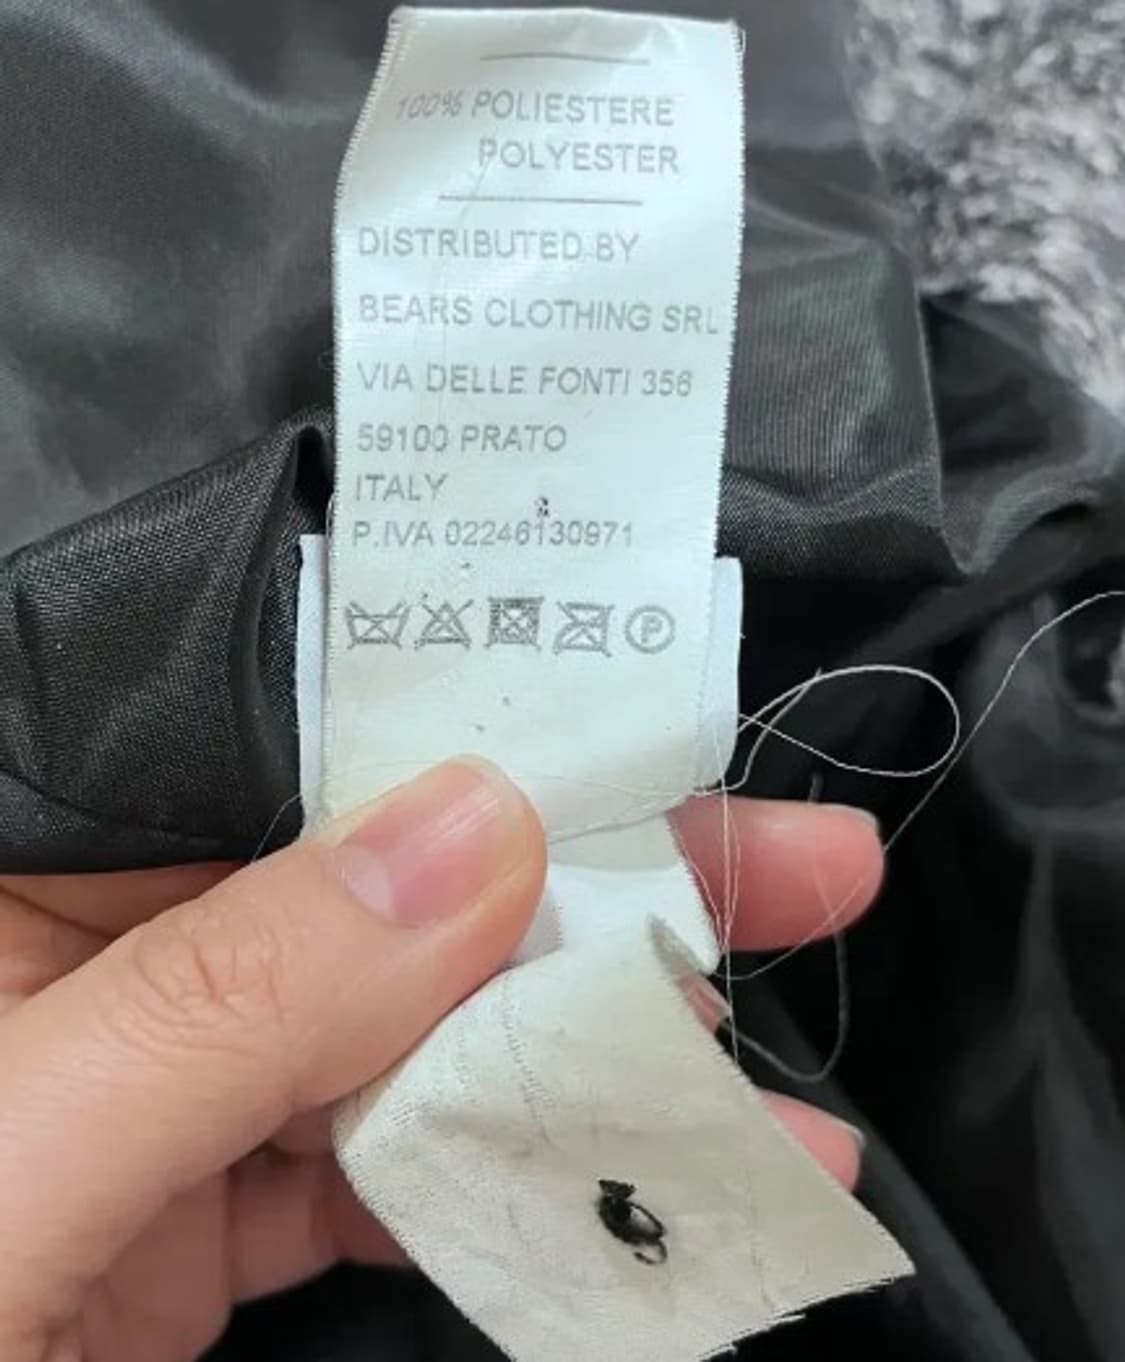 100% POLIESTERE
POLYESTER
DISTRIBUTED BY
BEARS CLOTHING SRL
VIA DELLE FONTI 356
59100 PRATO
ITALY
P.IVA 02246130971
P